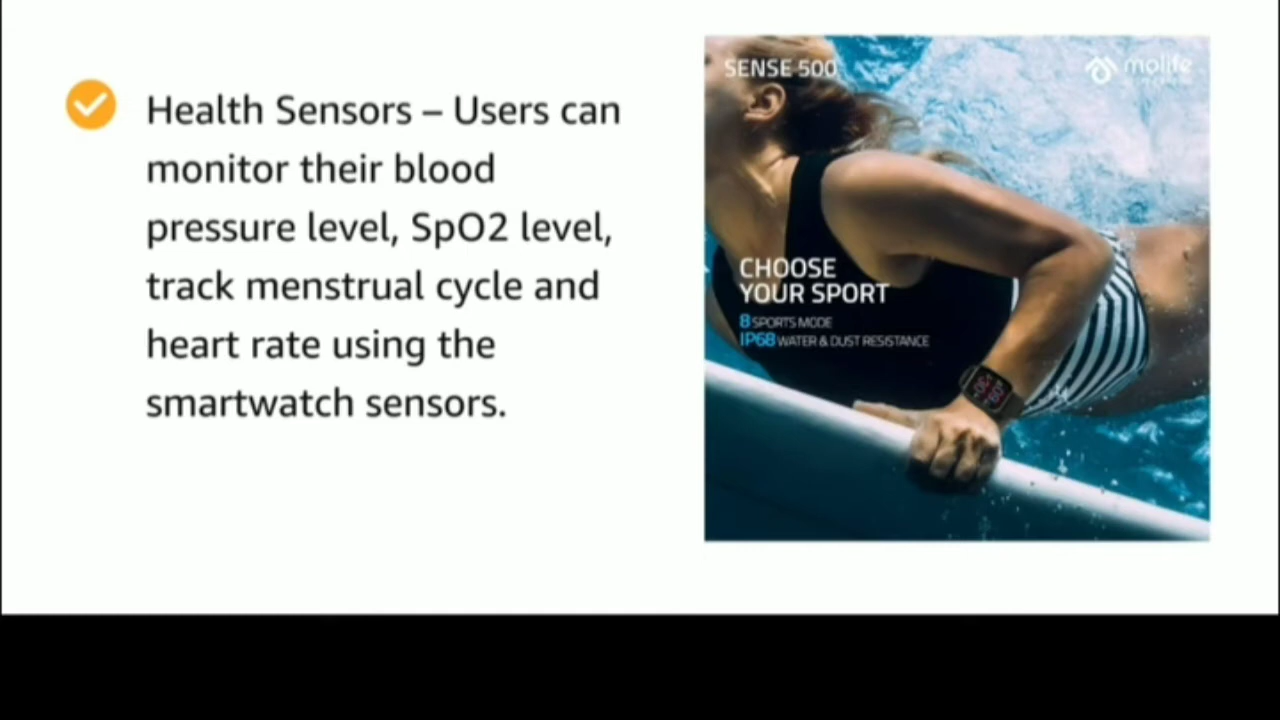 Health Sensors – Users can
monitor their blood
pressure level, SpO2 level,
track menstrual cycle and
heart rate using the
smartwatch sensors.
SENSE 500
molife
CHOOSE
YOUR SPORT
8 SPORTS MODE
IP68 WATER & DUST RESISTANCE